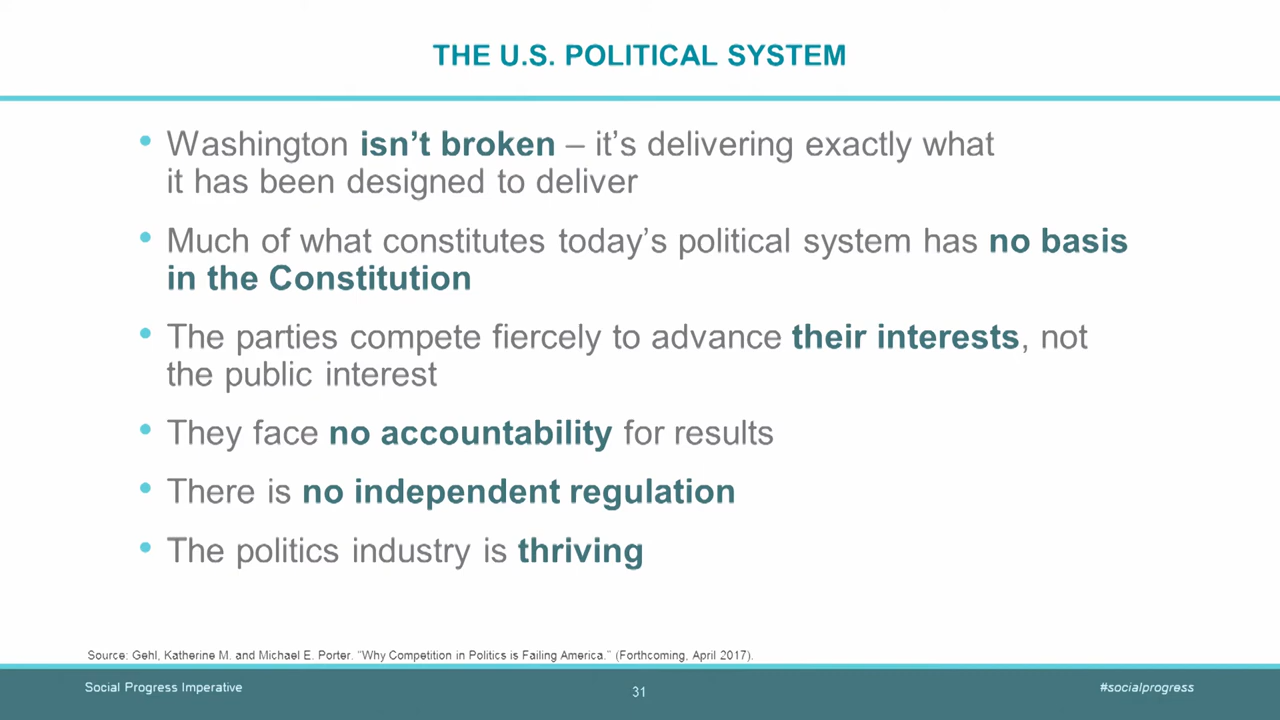 THE U.S. POLITICAL SYSTEM
• Washington isn't broken – it's delivering exactly what
it has been designed to deliver
• Much of what constitutes today's political system has no basis
in the Constitution
• The parties compete fiercely to advance their interests, not
the public interest
• They face no accountability for results
• There is no independent regulation
• The politics industry is thriving
Source: Gehl, Katherine M. and Michael E. Porter. “Why Competition in Politics is Failing America.” (Forthcoming, April 2017).
Social Progress Imperative
31
#socialprogress